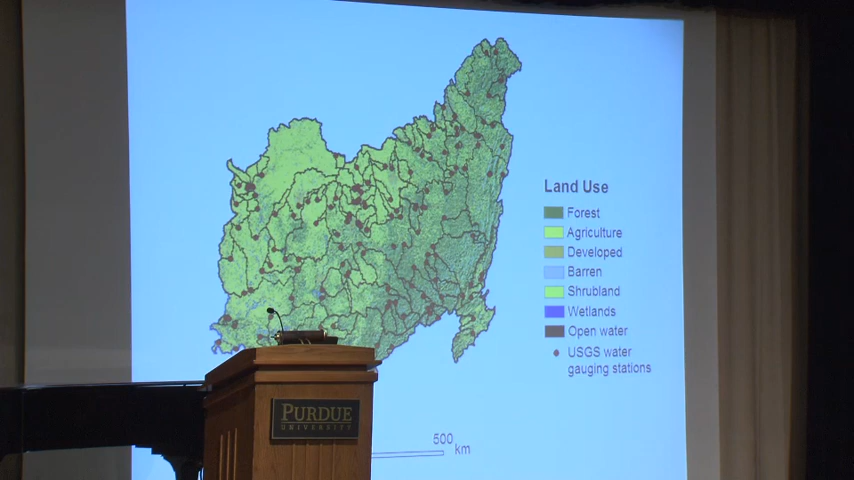 Land Use
Forest
Agriculture
Developed
Barren
Shrubland
Wetlands
Open water
USGS water
gauging stations
500
km
PURDUE
UNIVERSITY